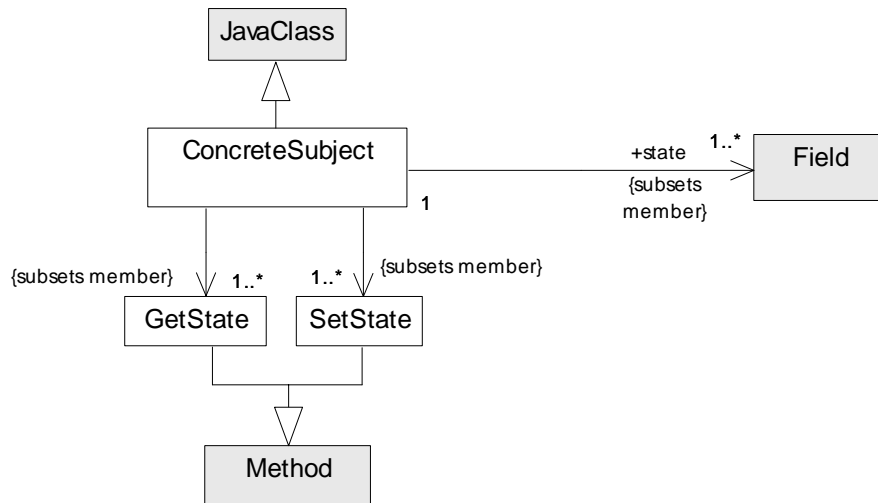 JavaClass
ConcreteSubject
+state
1..*
Field
{subsets
member}
1
{subsets member}
1..*
1..*
{subsets member}
GetState
SetState
Method